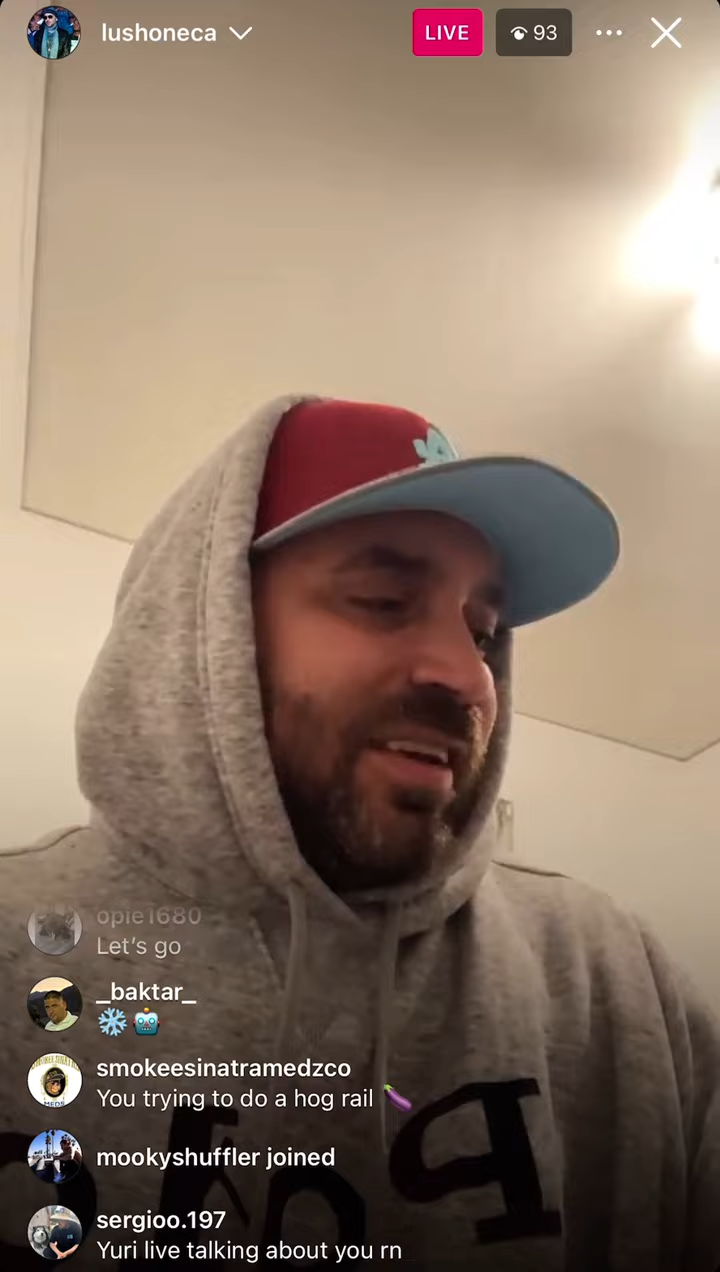 lushoneca
LIVE
93
opie1680
Let's go
_baktar_
smokeesinatramedzco
You trying to do a hog rail
mookyshuffler joined
sergioo.197
Yuri live talking about you rn